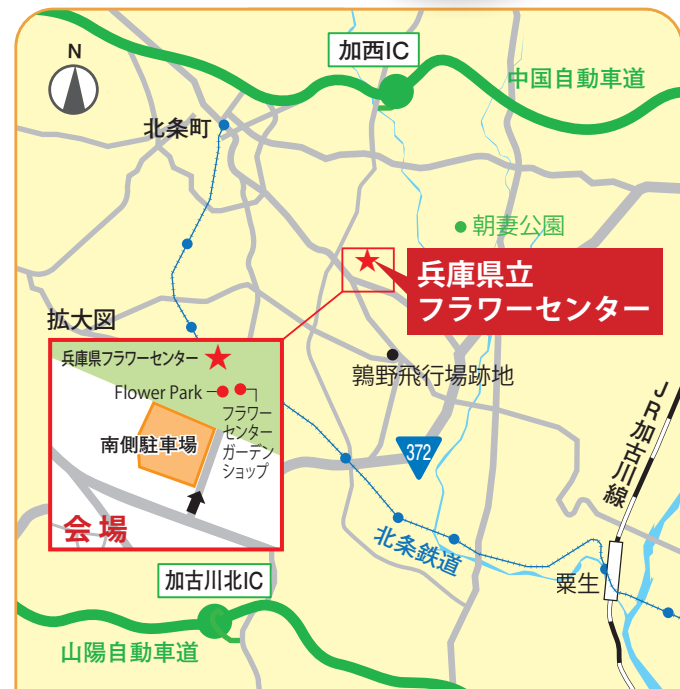 N
加西IC
中国自動車道
北条町
朝妻公園
兵庫県立
フラワーセンター
拡大図
兵庫県フラワーセンター
Flower Park
フラワー
センター
ガーデン
ショップ
南側駐車場
会場
鶉野飛行場跡地
372
JR加古川線
北条鉄道
粟生
加古川北IC
山陽自動車道